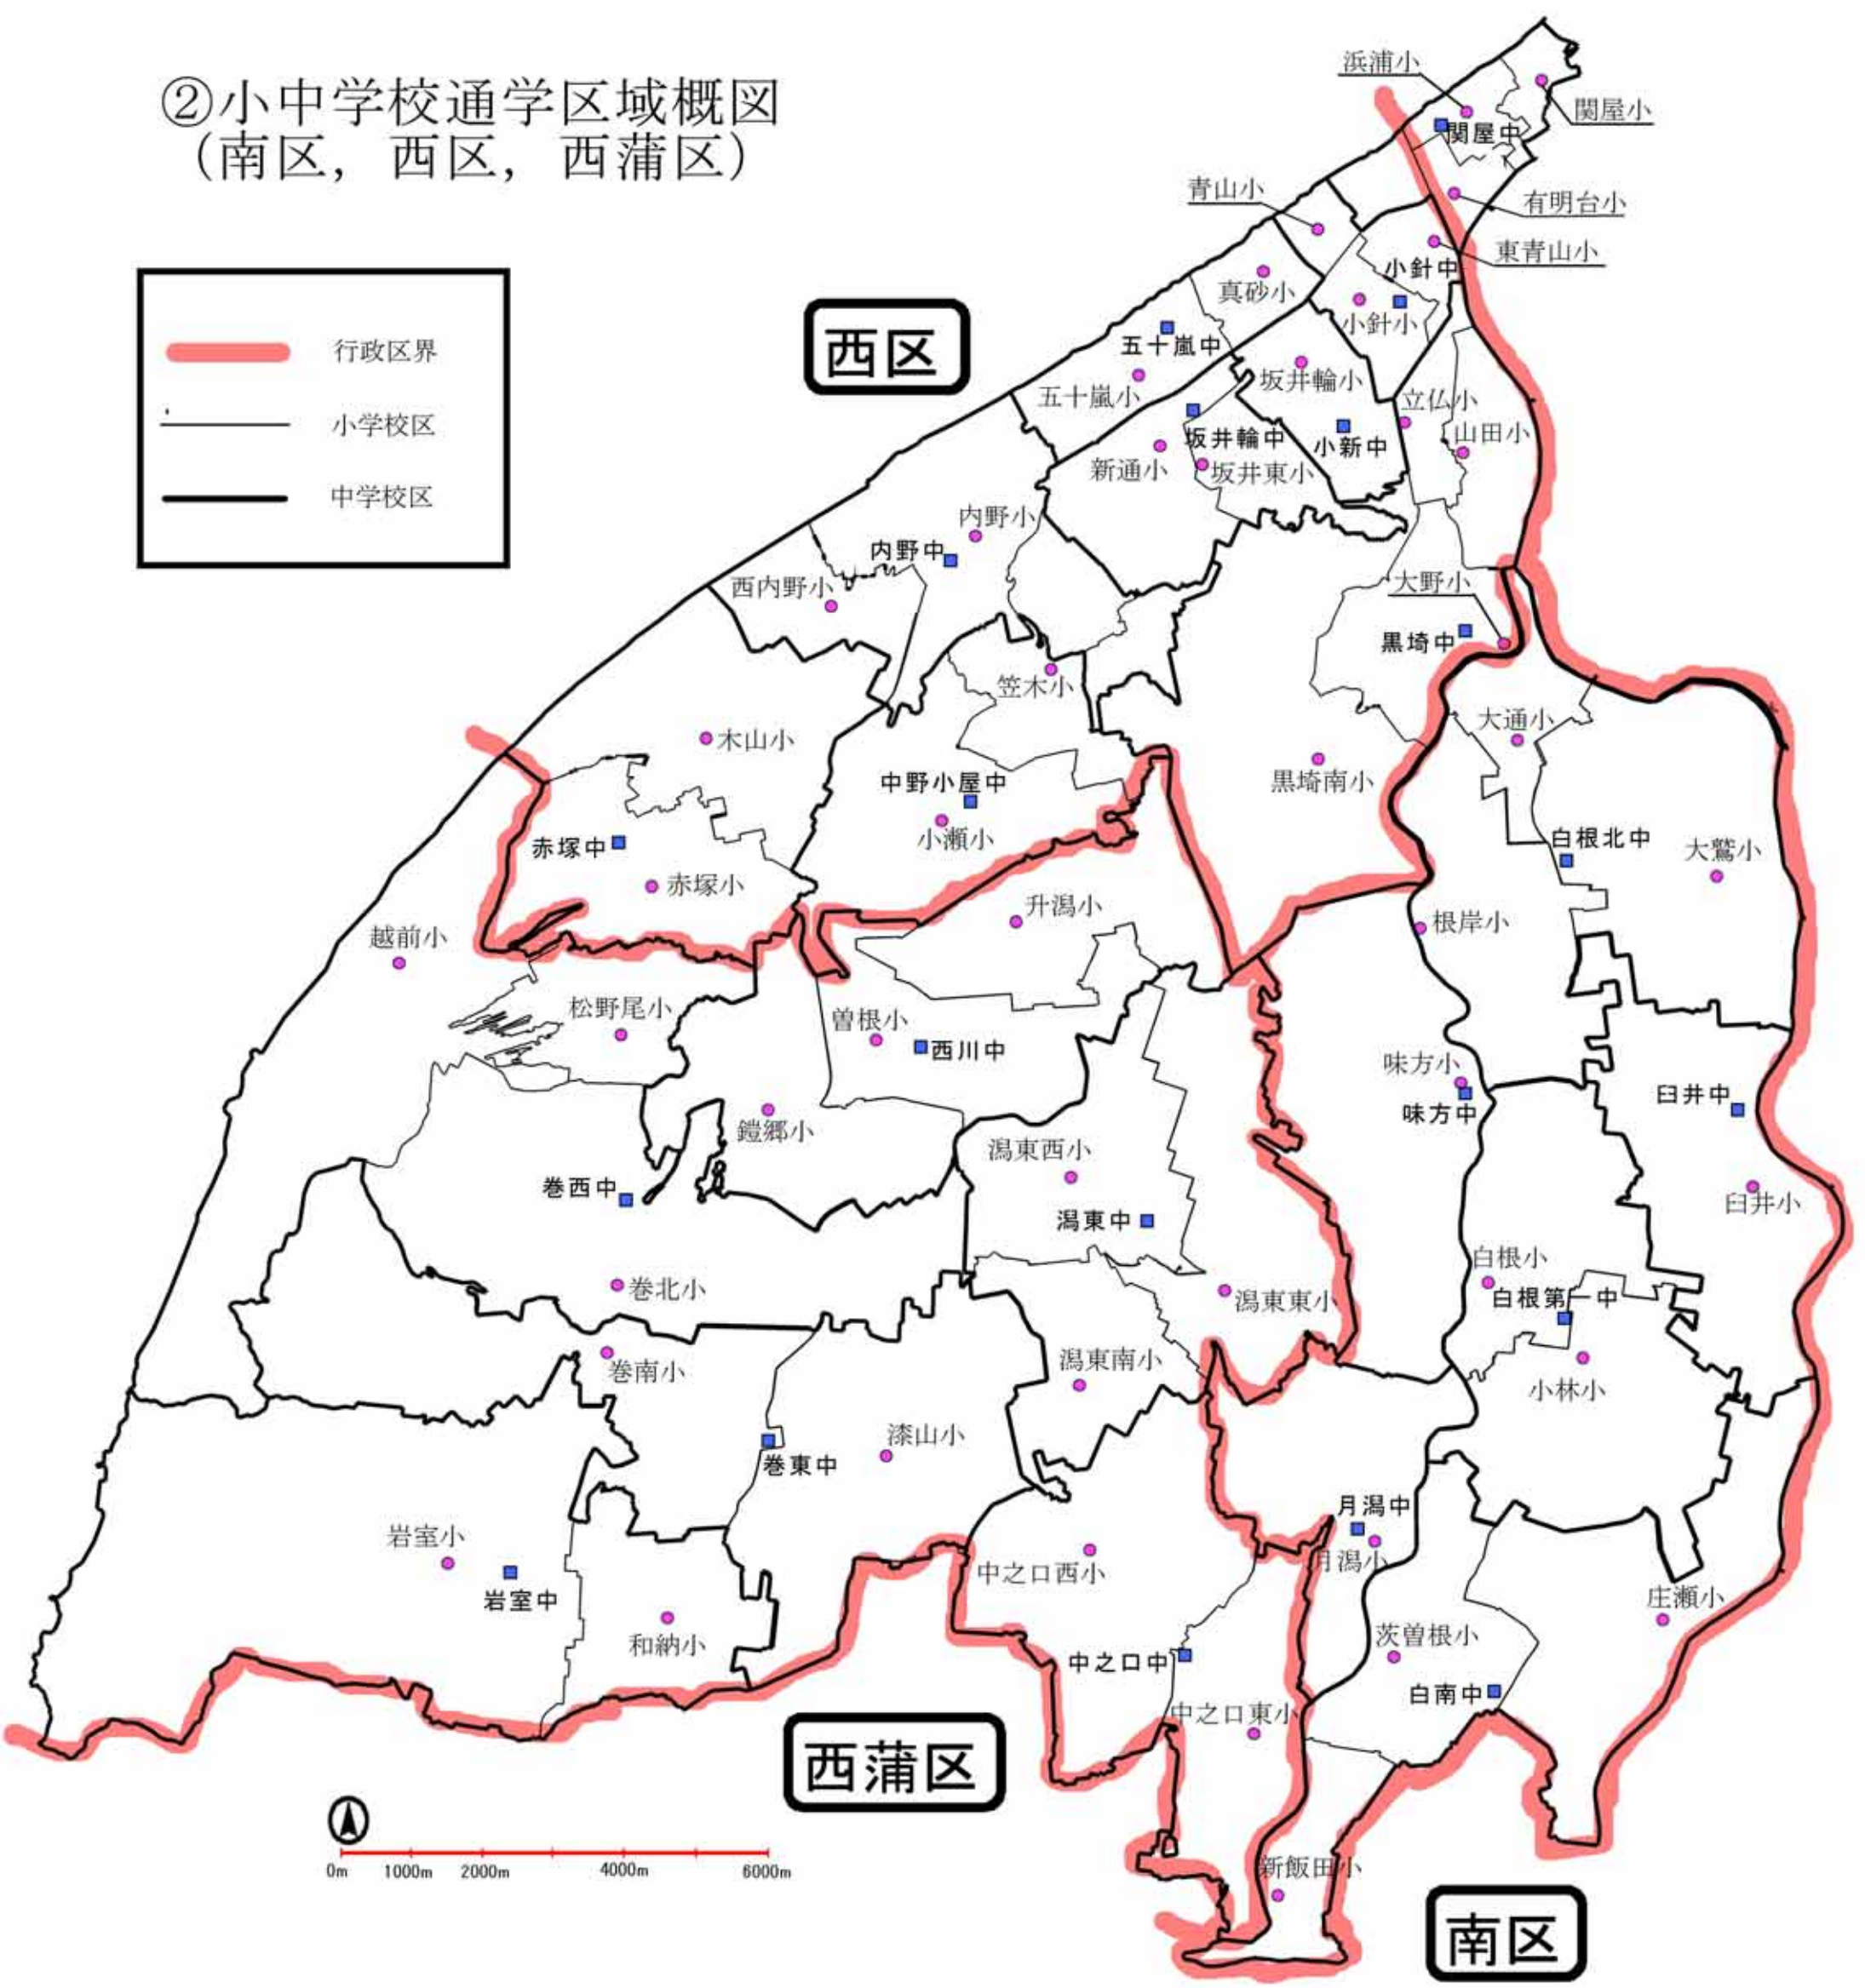 ②小中学校通学区域概図
(南区，西区，西蒲区)
行政区界
小学校区
中学校区
西区
浜浦小
関屋小
関屋中
青山小
有明台小
東青山小
小針中
真砂小
小針小
五十嵐中
坂井輪小
五十嵐小
立仏小
山田小
坂井輪中
小新中
新通小
坂井東小
内野小
内野中
西内野小
大野小
黒埼中
笠木小
大通小
木山小
中野小屋中
黒埼南小
小瀬小
赤塚中
白根北中
大鷲小
赤塚小
升潟小
根岸小
越前小
松野尾小
曽根小
西川中
味方小
味方中
臼井中
鎧郷小
潟東西小
巻西中
臼井小
潟東中
白根小
巻北小
潟東東小
白根第一中
巻南小
潟東南小
小林小
漆山小
巻東中
月潟中
岩室小
月潟小
中之口西小
岩室中
庄瀬小
和納小
茨曽根小
中之口中
白南中
中之口東小
西蒲区
新飯田小
0m 1000m 2000m 4000m 6000m
南区